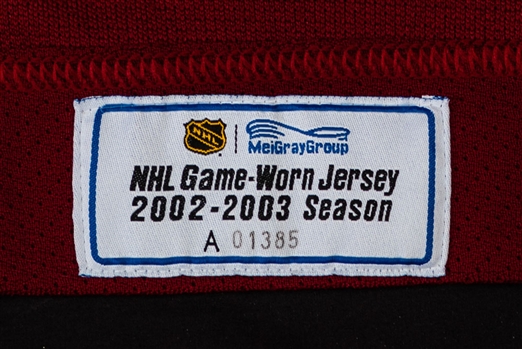 NHL MeiGrayGroup
NHL Game-Worn Jersey
2002-2003 Season
A 01385